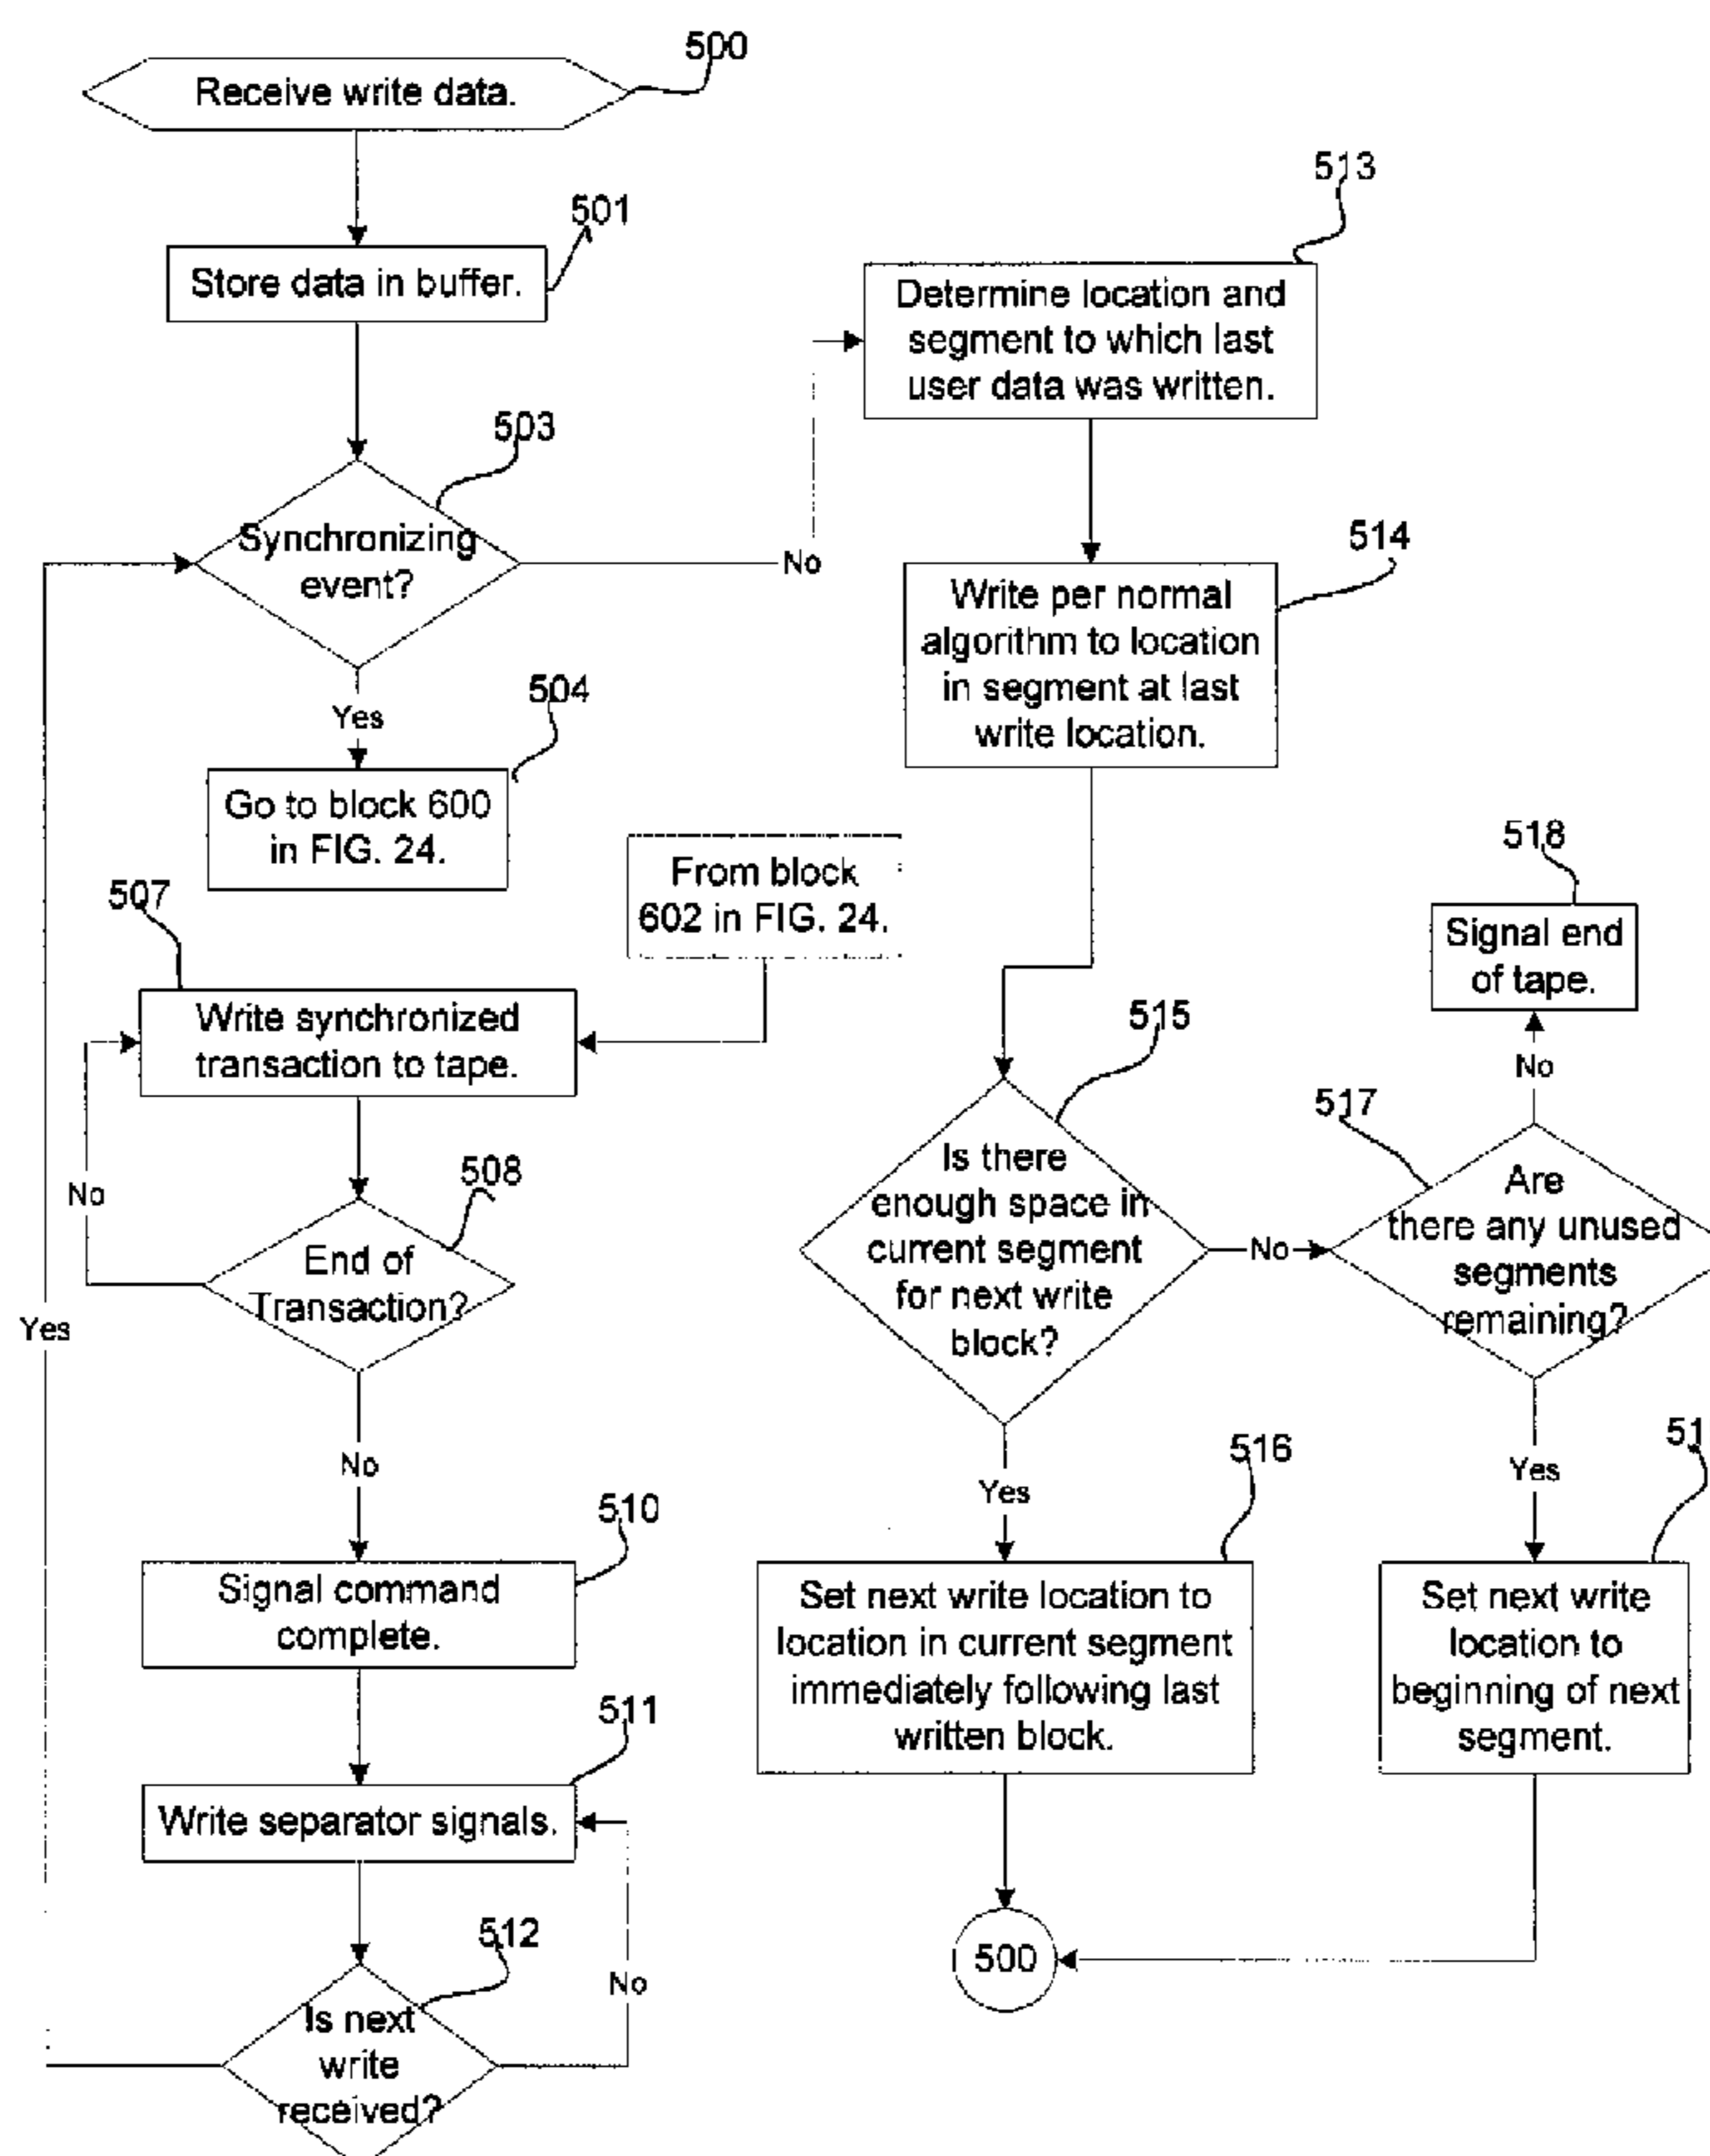 500
Receive write data.
501
Store data in buffer.
503
Synchronizing
event?
No
Yes
504
Go to block 600
in FIG. 24.
From block
602 in FIG. 24.
507
Write synchronized
transaction to tape.
No
508
End of
Transaction?
No
510
Signal command
complete.
511
Write separator signals.
512
Is next
write
received?
No
Yes
513
Determine location and
segment to which last
user data was written.
514
Write per normal
algorithm to location
in segment at last
write location.
515
Is there
enough space in
current segment
for next write
block?
No
Yes
516
Set next write location to
location in current segment
immediately following last
written block.
517
Are
there any unused
segments
remaining?
No
518
Signal end
of tape.
Yes
51
Set next write
location to
beginning of next
segment.
500